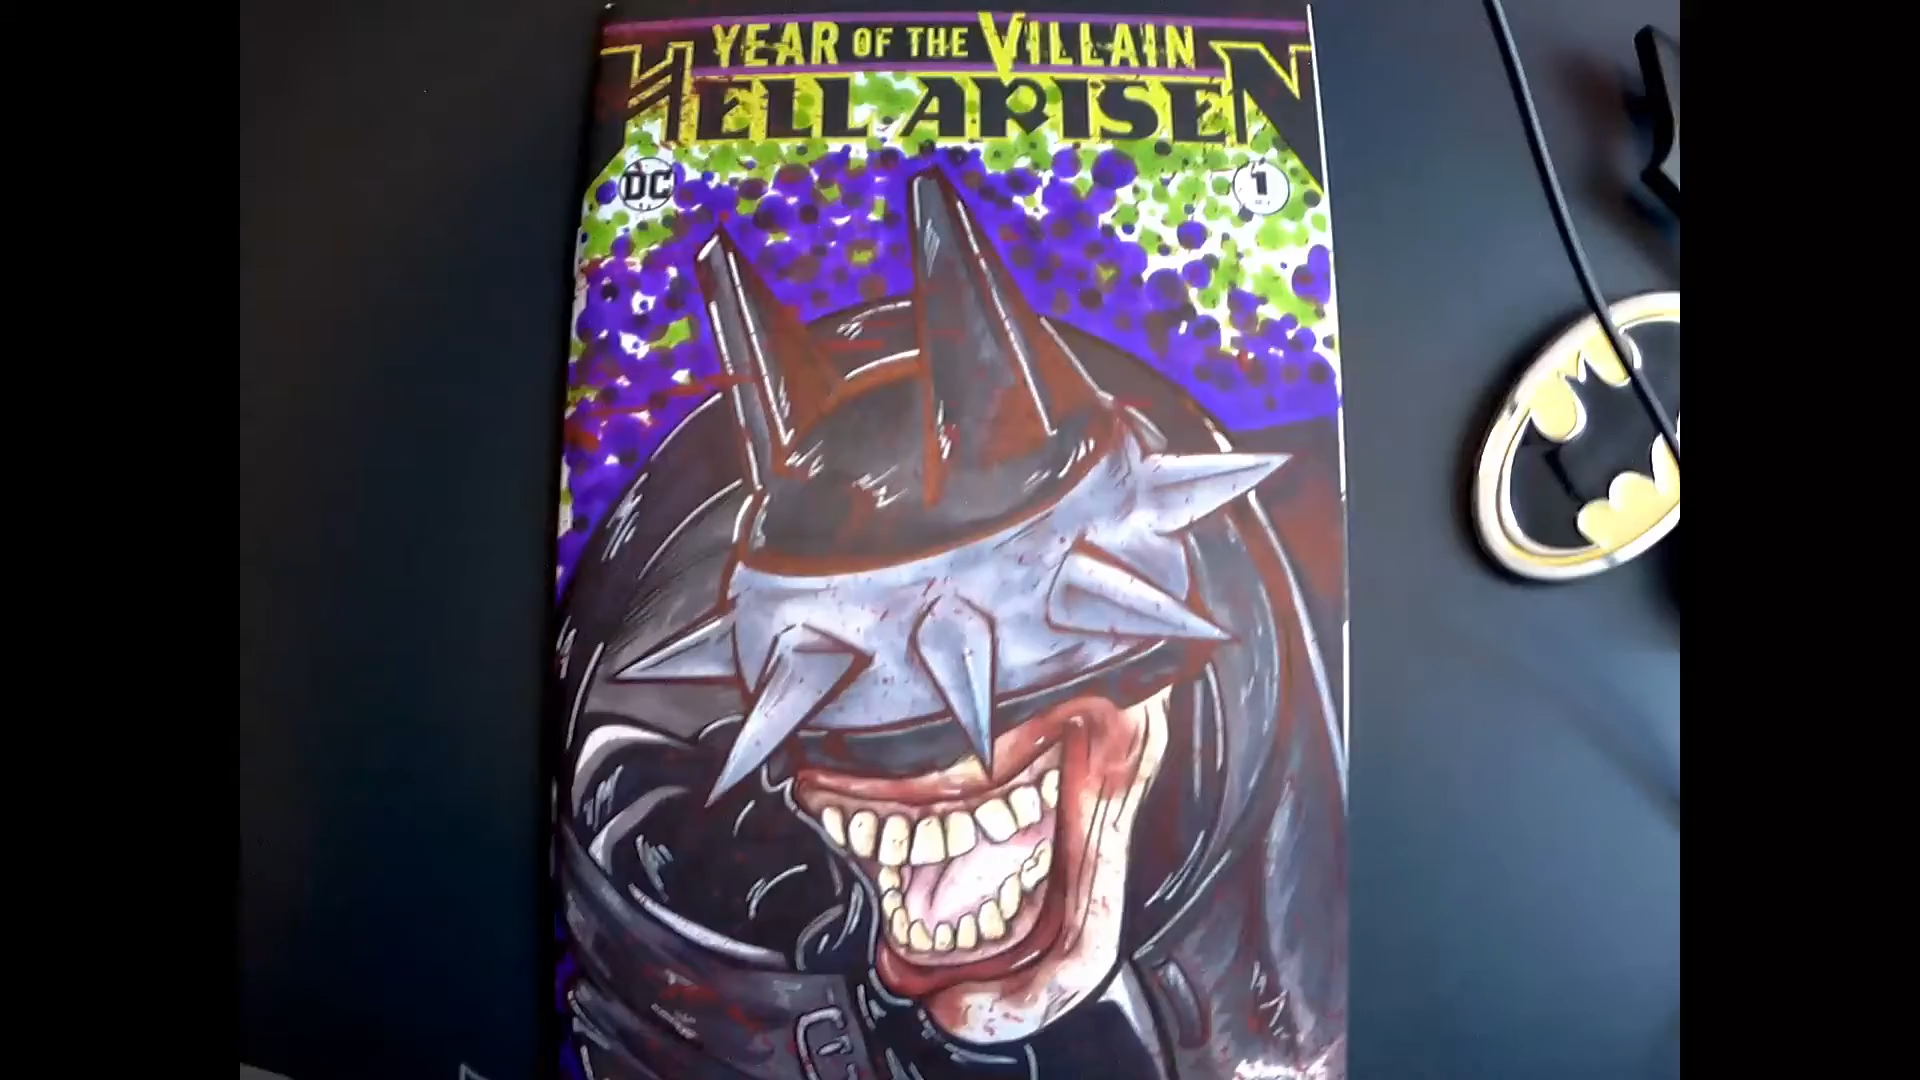 YEAR OF THE VILLAIN
HELL ARISEN
DC
1